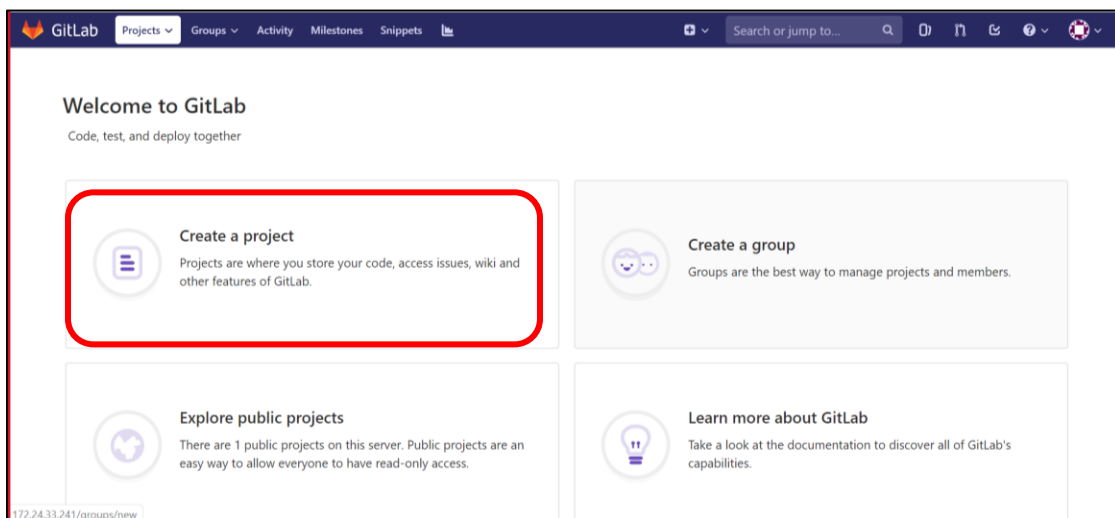 GitLab Projects Groups Activity Milestones Snippets Search or jump to...
Welcome to GitLab
Code, test, and deploy together
Create a project
Projects are where you store your code, access issues, wiki and
other features of GitLab.
Create a group
Groups are the best way to manage projects and members.
Explore public projects
There are 1 public projects on this server. Public projects are an
easy way to allow everyone to have read-only access.
Learn more about GitLab
Take a look at the documentation to discover all of GitLab's
capabilities.
172.24.33.241/groups/new